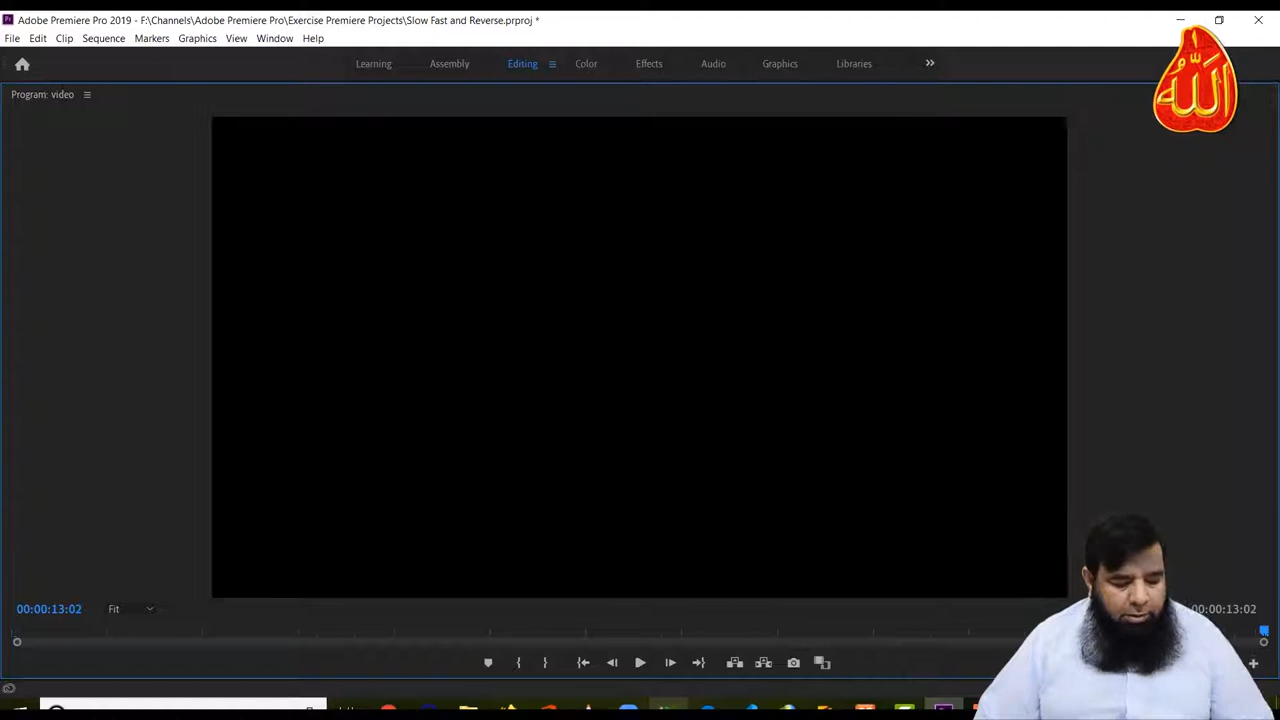 Adobe Premiere Pro 2019 - F:\Channels\Adobe Premiere Pro\Exercise Premiere Projects\Slow Fast and Reverse.prproj *
File Edit Clip Sequence Markers Graphics View Window Help
Learning Assembly Editing Color Effects Audio Graphics Libraries
الله
Program: video
00:00:13:02 Fit 00:00:13:02